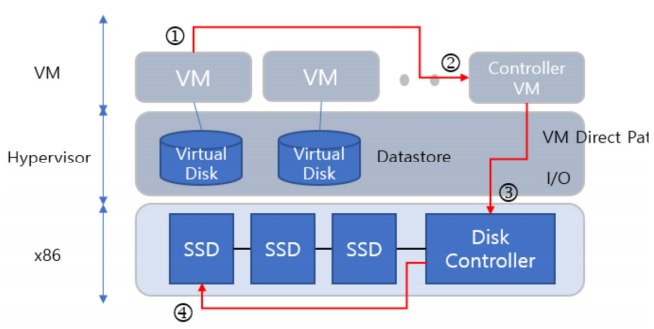 ①
②
VM
VM
VM
Controller
VM
Hypervisor
Virtual
Disk
Virtual
Disk
Datastore
VM Direct Pat
I/O
③
x86
SSD
SSD
SSD
Disk
Controller
④